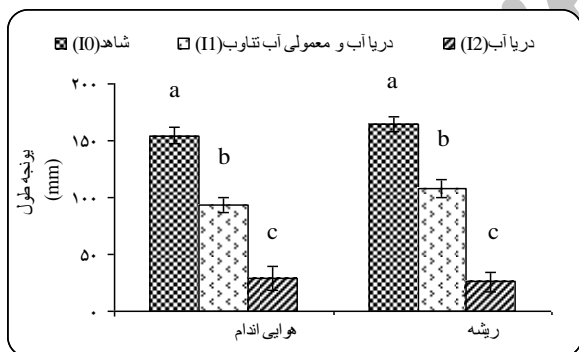 شاهد(I0) دریا آب و معمولی آب تناوب(I1) دریا آب(I2)
یونجه طول
(mm)
۲۰۰
۱۵۰
۱۰۰
۵۰
۰
a
b
c
a
b
c
هوایی اندام
ریشه